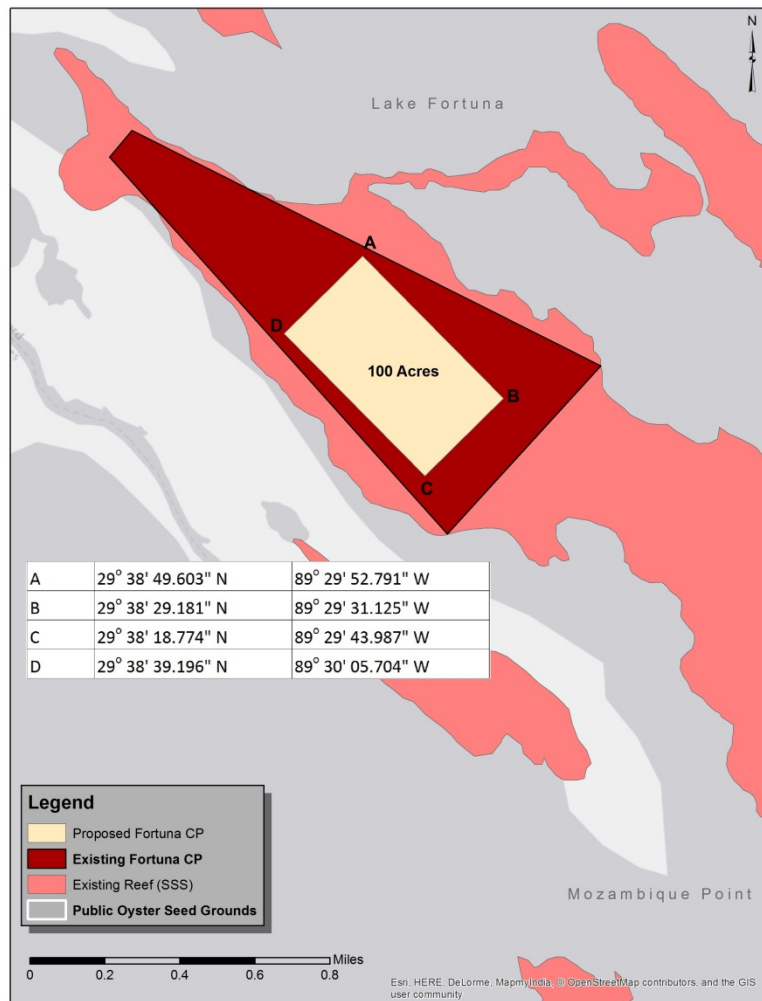 N
Lake Fortuna
A
D
100 Acres
B
C
A 29° 38' 49.603" N 89° 29' 52.791" W
B 29° 38' 29.181" N 89° 29' 31.125" W
C 29° 38' 18.774" N 89° 29' 43.987" W
D 29° 38' 39.196" N 89° 30' 05.704" W
Legend
Proposed Fortuna CP
Existing Fortuna CP
Existing Reef (SSS)
Public Oyster Seed Grounds
Mozambique Point
Miles
0 0.2 0.4 0.6 0.8
Esri, HERE, DeLorme, MapmyIndia, © OpenStreetMap contributors, and the GIS
user community